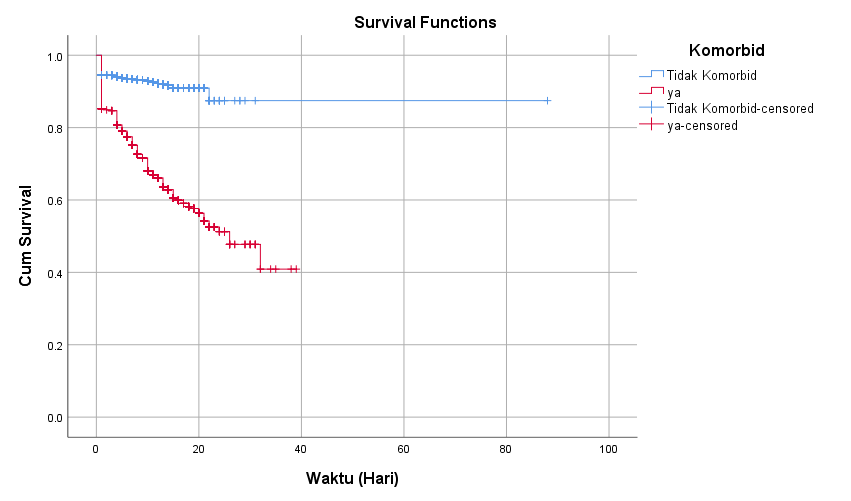 Survival Functions
Komorbid
Tidak Komorbid
ya
Tidak Komorbid-censored
ya-censored
Cum Survival
1.0
0.8
0.6
0.4
0.2
0.0
0 20 40 60 80 100
Waktu (Hari)